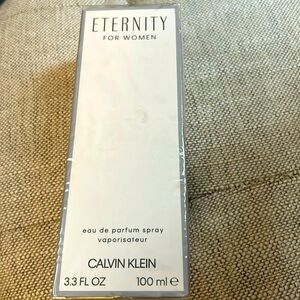 ETERNITY
FOR WOMEN
eau de parfum spray
vaporisateur
CALVIN KLEIN
3.3 FL OZ 100 ml ℮